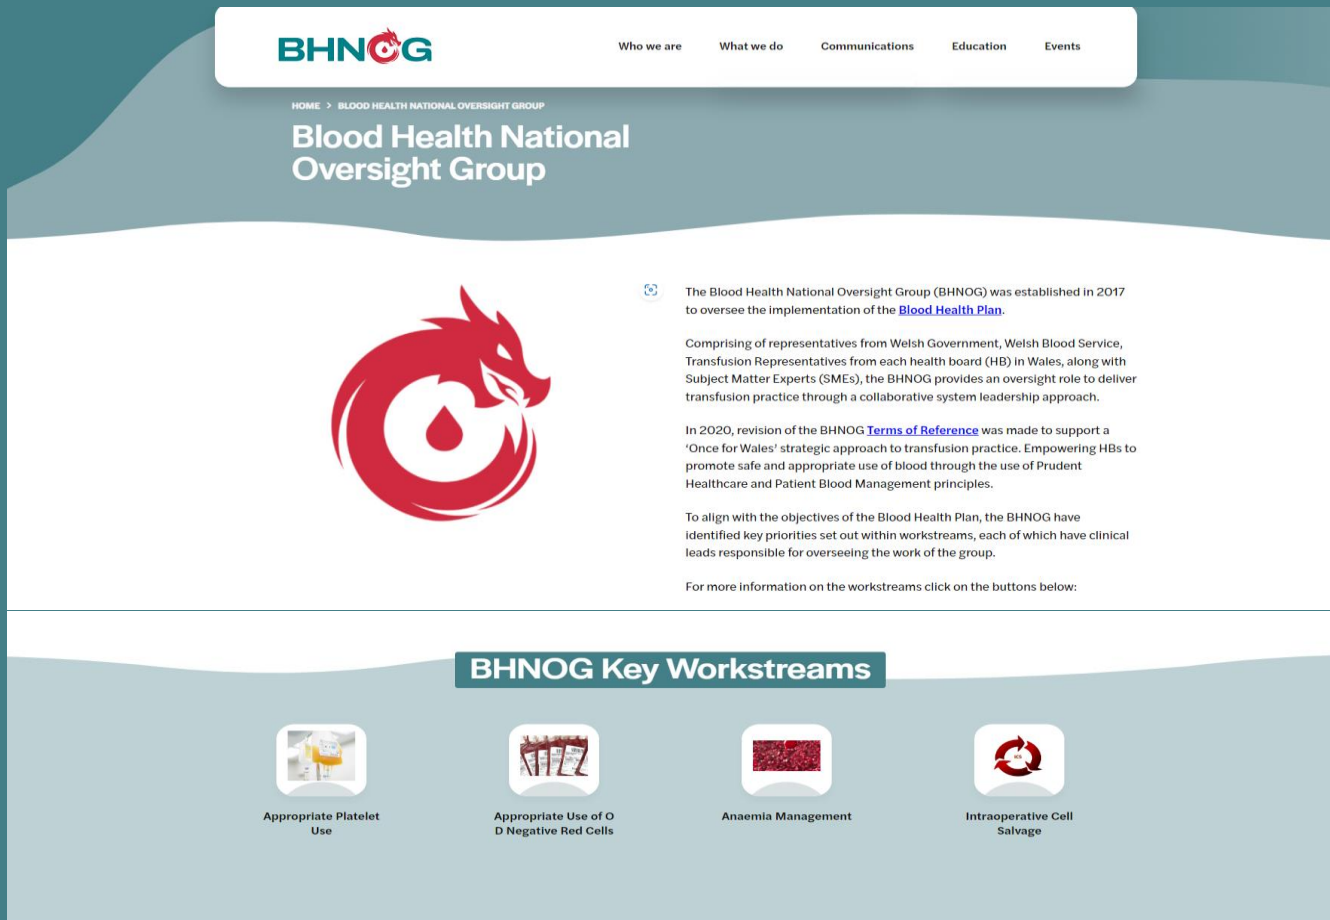 BHNOG
Who we are
What we do
Communications
Education
Events
HOME > BLOOD HEALTH NATIONAL OVERSIGHT GROUP
Blood Health National
Oversight Group
The Blood Health National Oversight Group (BHNOG) was established in 2017
to oversee the implementation of the Blood Health Plan.
Comprising of representatives from Welsh Government, Welsh Blood Service,
Transfusion Representatives from each health board (HB) in Wales, along with
Subject Matter Experts (SMEs), the BHNOG provides an oversight role to deliver
transfusion practice through a collaborative system leadership approach.
In 2020, revision of the BHNOG Terms of Reference was made to support a
‘Once for Wales’ strategic approach to transfusion practice. Empowering HBs to
promote safe and appropriate use of blood through the use of Prudent
Healthcare and Patient Blood Management principles.
To align with the objectives of the Blood Health Plan, the BHNOG have
identified key priorities set out within workstreams, each of which have clinical
leads responsible for overseeing the work of the group.
For more information on the workstreams click on the buttons below:
BHNOG Key Workstreams
Appropriate Platelet
Use
Appropriate Use of O
D Negative Red Cells
Anaemia Management
Intraoperative Cell
Salvage